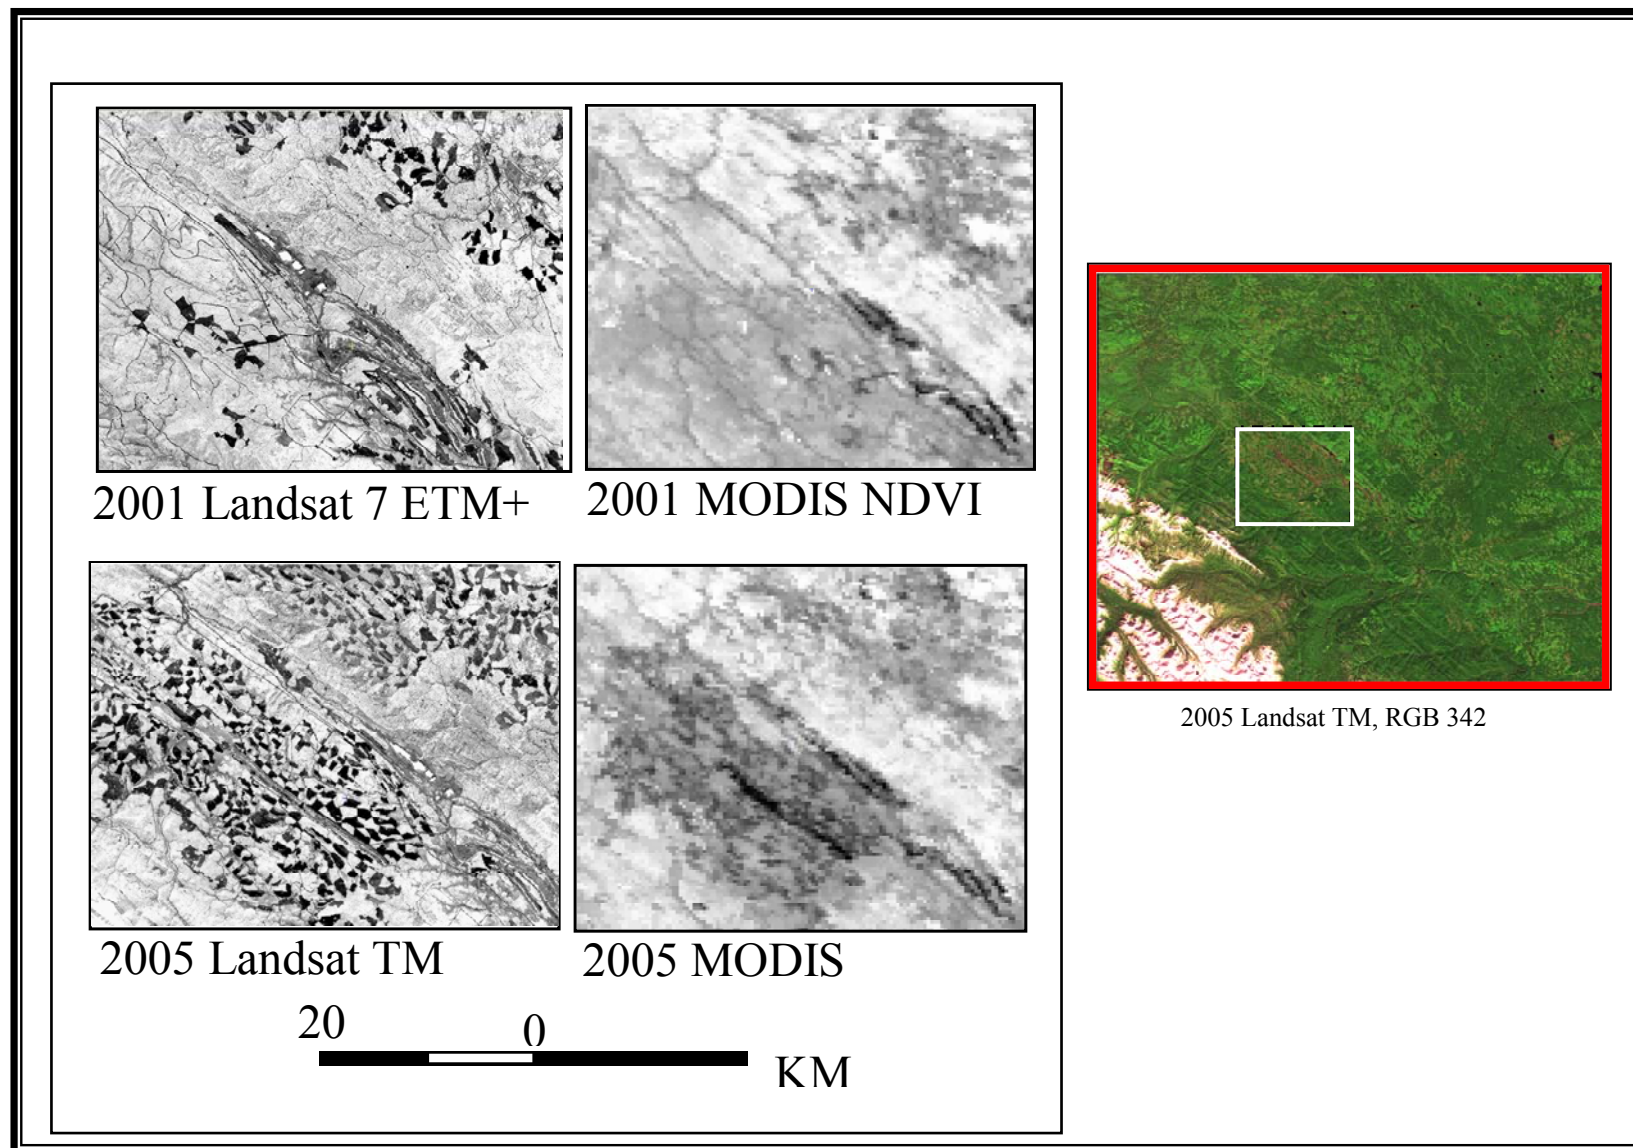 2001 Landsat 7 ETM+
2001 MODIS NDVI
2005 Landsat TM
2005 MODIS
20 0
KM
2005 Landsat TM, RGB 342